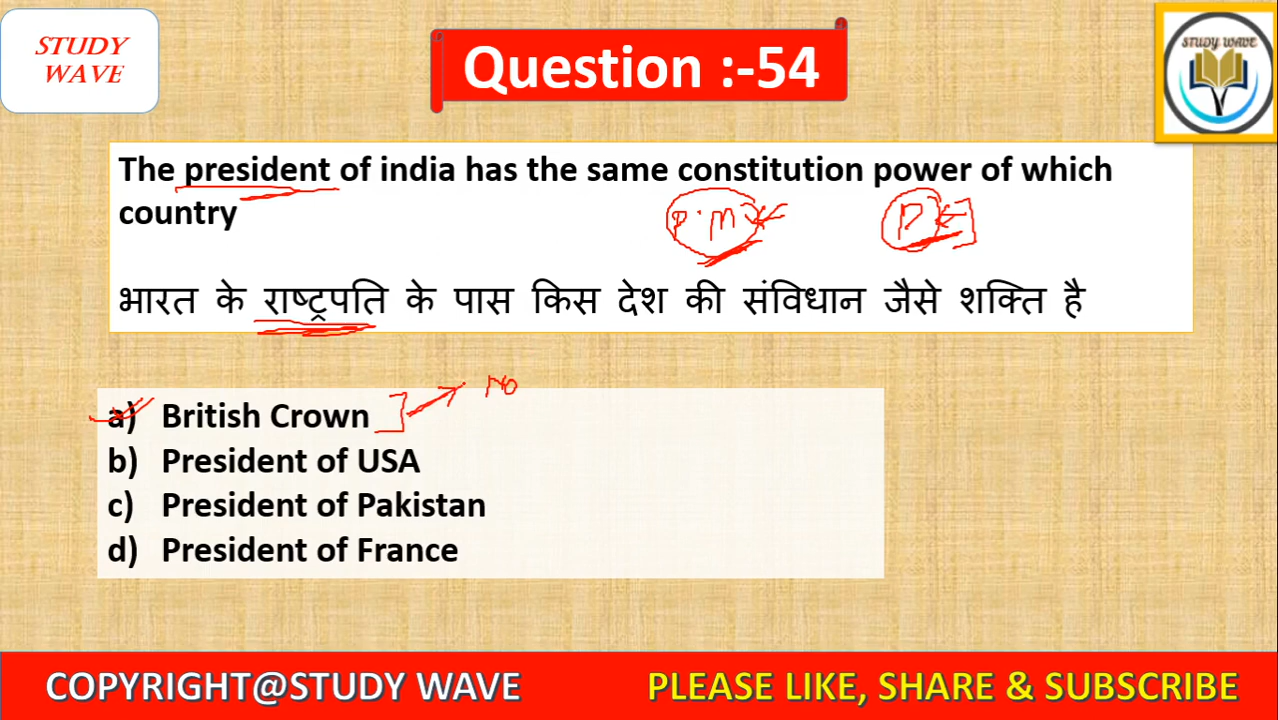 STUDY
WAVE
Question :-54
STUDY WAVE
The president of india has the same constitution power of which
country
P.M
P
भारत के राष्ट्रपति के पास किस देश की संविधान जैसे शक्ति है
No
a) British Crown
b) President of USA
c) President of Pakistan
d) President of France
COPYRIGHT@STUDY WAVE
PLEASE LIKE, SHARE & SUBSCRIBE